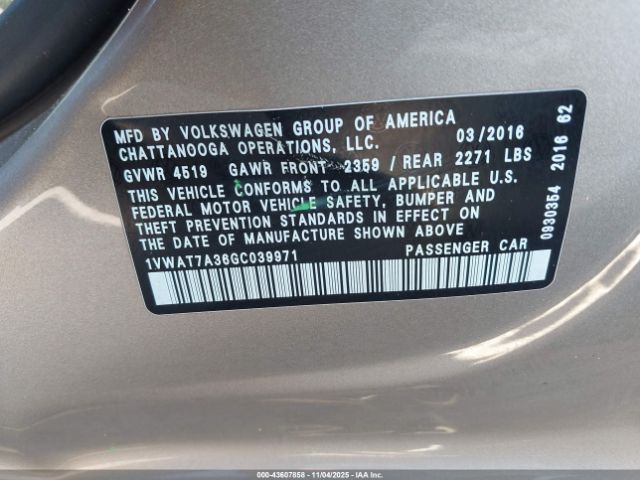 MFD BY VOLKSWAGEN GROUP OF AMERICA
CHATTANOOGA OPERATIONS, LLC. 03/2016
GVWR 4519 GAWR FRONT 2359 / REAR 2271 LBS
THIS VEHICLE CONFORMS TO ALL APPLICABLE U.S.
FEDERAL MOTOR VEHICLE SAFETY, BUMPER AND
THEFT PREVENTION STANDARDS IN EFFECT ON
THE DATE OF MANUFACTURE SHOWN ABOVE
1VWAT7A36GC039971 PASSENGER CAR
0930354 2016 62
000-43607858 - 11/04/2025 - IAAI.COM